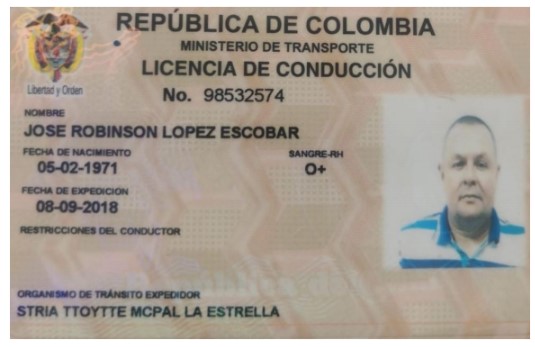 REPÚBLICA DE COLOMBIA
MINISTERIO DE TRANSPORTE
LICENCIA DE CONDUCCIÓN
Libertad y Orden
No. 98532574
NOMBRE
JOSE ROBINSON LOPEZ ESCOBAR
FECHA DE NACIMIENTO SANGRE-RH
05-02-1971 O+
FECHA DE EXPEDICION
08-09-2018
RESTRICCIONES DEL CONDUCTOR
ORGANISMO DE TRÁNSITO EXPEDIDOR
STRIA TTOYTTE MCPAL LA ESTRELLA